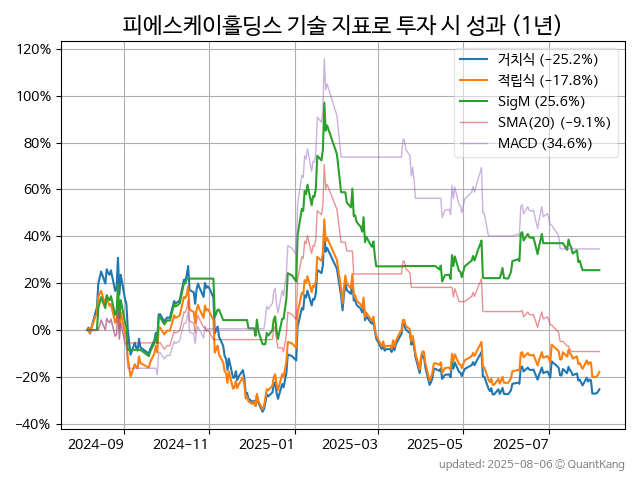 피에스케이홀딩스 기술 지표로 투자 시 성과 (1년)
120%
100%
80%
60%
40%
20%
0%
−20%
−40%
거치식 (−25.2%)
적립식 (−17.8%)
SigM (25.6%)
SMA(20) (−9.1%)
MACD (34.6%)
2024-09
2024-11
2025-01
2025-03
2025-05
2025-07
updated: 2025-08-06 © QuantKang